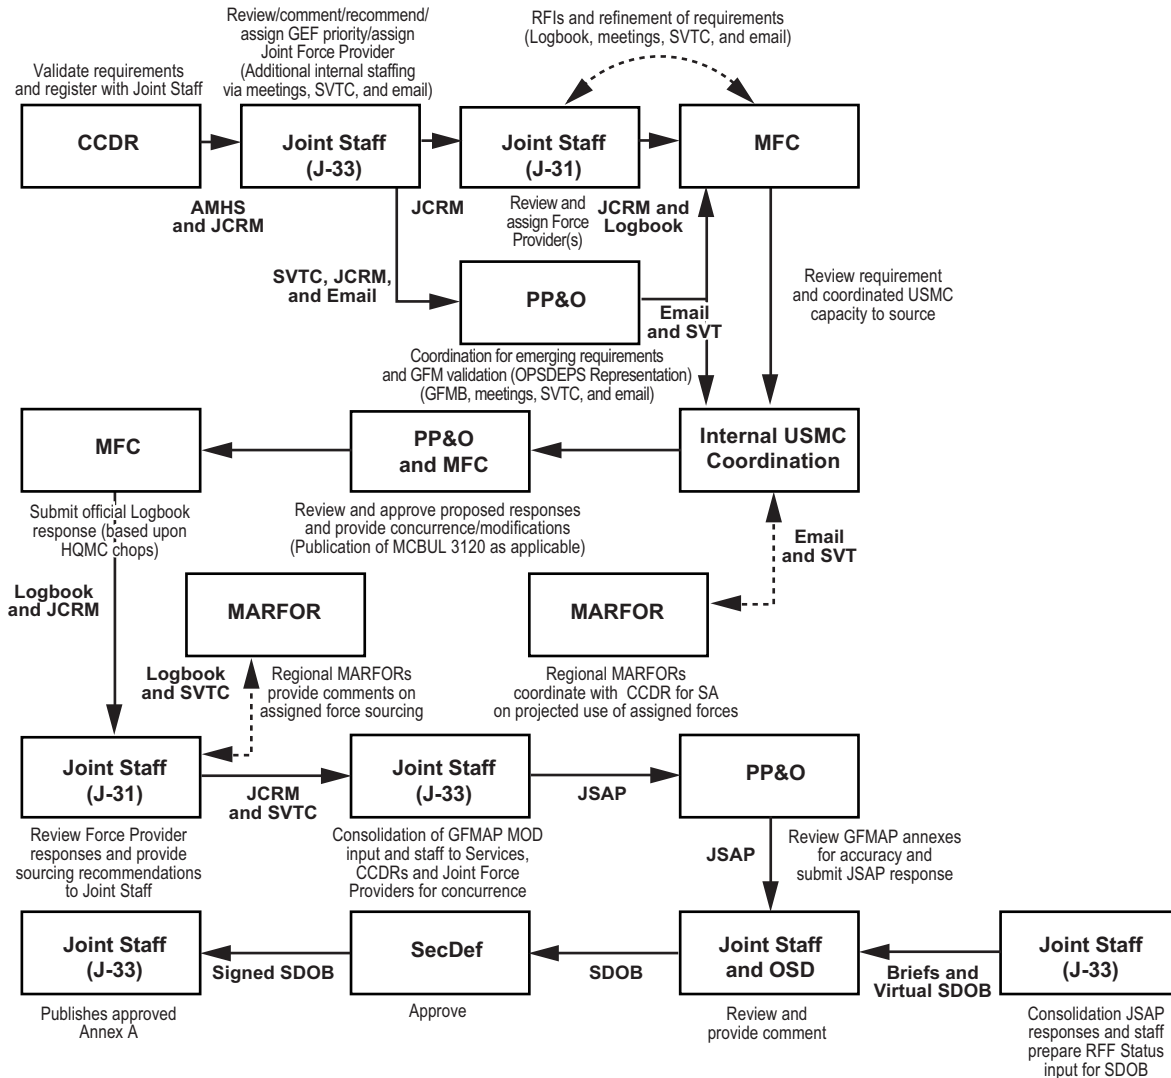 Validate requirements
and register with Joint Staff
CCDR
AMHS
and JCRM
Review/comment/recommend/
assign GEF priority/assign
Joint Force Provider
(Additional internal staffing
via meetings, SVTC, and email)
Joint Staff
(J-33)
JCRM
Joint Staff
(J-31)
Review and
assign Force
Provider(s)
RFIs and refinement of requirements
(Logbook, meetings, SVTC, and email)
JCRM and
Logbook
MFC
SVTC, JCRM,
and Email
PP&O
Coordination for emerging requirements
and GFM validation (OPSDEPS Representation)
(GFMB, meetings, SVTC, and email)
Email
and SVT
Review requirement
and coordinated USMC
capacity to source
MFC
Submit official Logbook
response (based upon
HQMC chops)
PP&O
and MFC
Review and approve proposed responses
and provide concurrence/modifications
(Publication of MCBUL 3120 as applicable)
Internal USMC
Coordination
Email
and SVT
Logbook
and JCRM
MARFOR
Regional MARFORs
provide comments on
assigned force sourcing
Logbook
and SVTC
MARFOR
Regional MARFORs
coordinate with CCDR for SA
on projected use of assigned forces
Joint Staff
(J-31)
Review Force Provider
responses and provide
sourcing recommendations
to Joint Staff
JCRM
and SVTC
Joint Staff
(J-33)
Consolidation of GFMAP MOD
input and staff to Services,
CCDRs and Joint Force
Providers for concurrence
JSAP
PP&O
JSAP
Review GFMAP annexes
for accuracy and
submit JSAP response
Joint Staff
(J-33)
Publishes approved
Annex A
Signed SDOB
SecDef
Approve
SDOB
Joint Staff
and OSD
Review and
provide comment
Briefs and
Virtual SDOB
Joint Staff
(J-33)
Consolidation JSAP
responses and staff
prepare RFF Status
input for SDOB